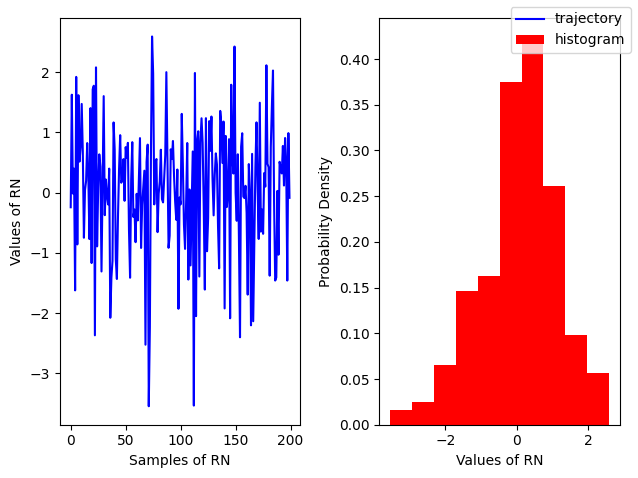 trajectory
histogram
Values of RN
2
1
0
−1
−2
−3
0 50 100 150 200
Samples of RN
Probability Density
0.40
0.35
0.30
0.25
0.20
0.15
0.10
0.05
0.00
−2 0 2
Values of RN